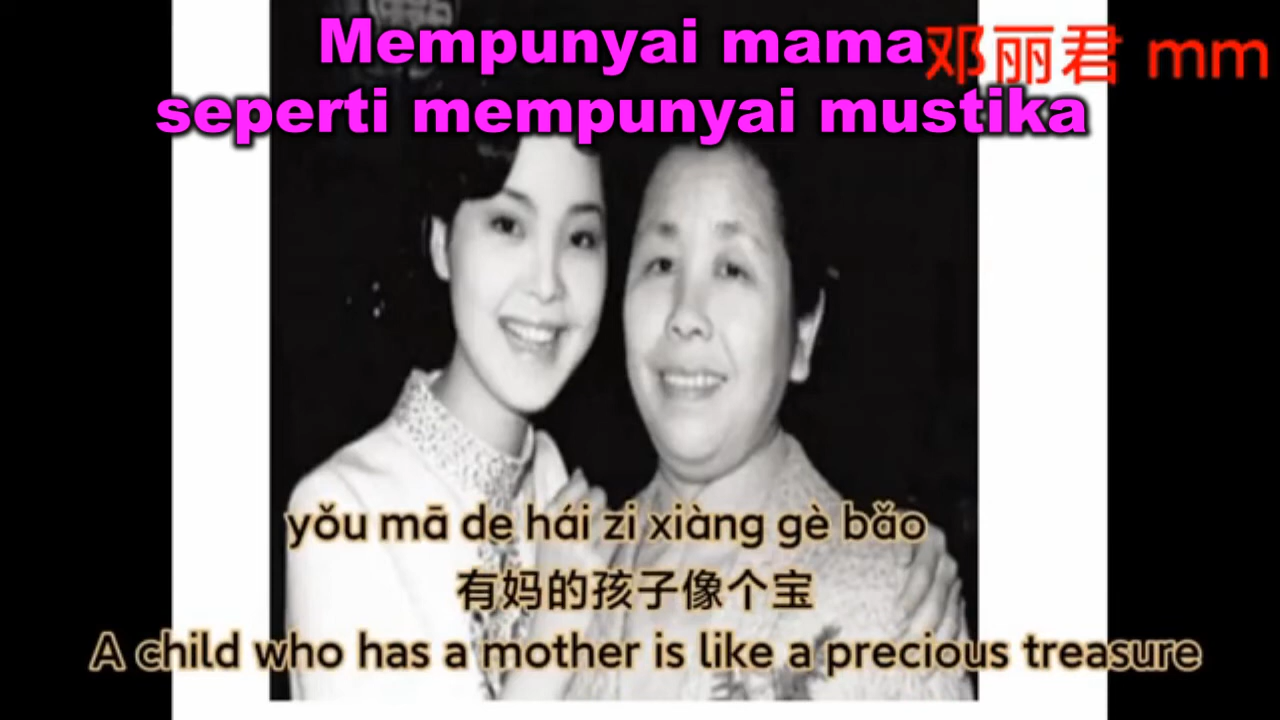 Mempunyai mama
邓丽君 mm
seperti mempunyai mustika
yǒu mā de hái zi xiàng gè bǎo
有妈的孩子像个宝
A child who has a mother is like a precious treasure